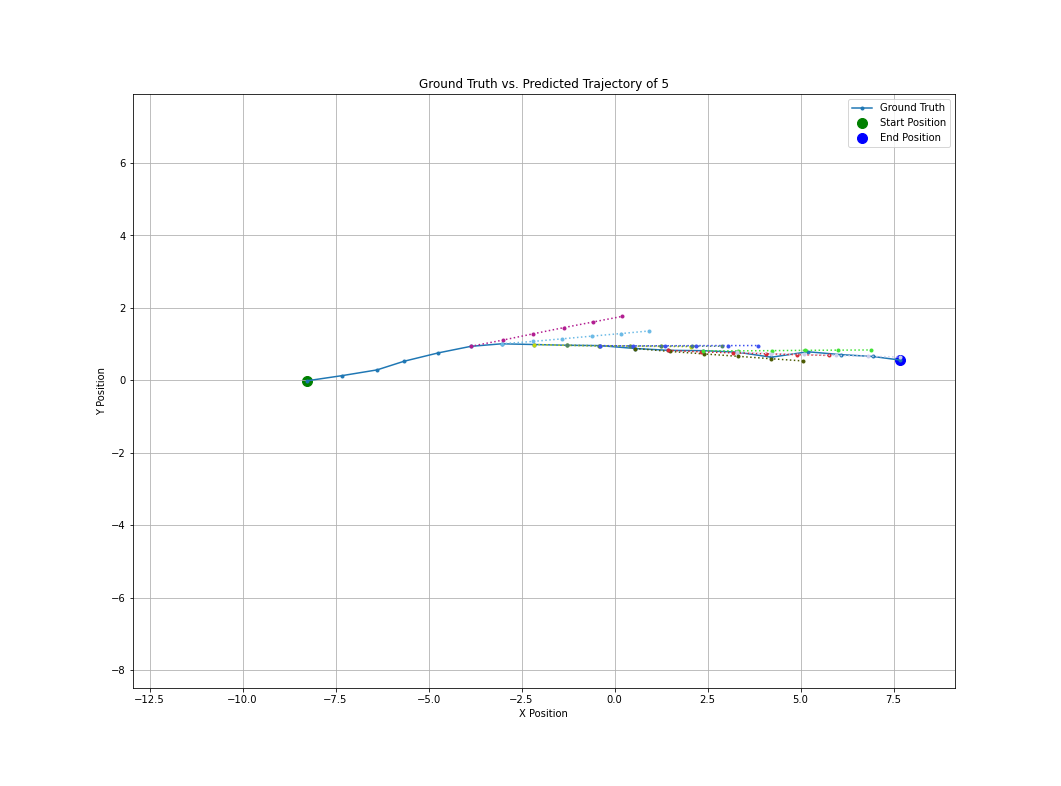 Ground Truth vs. Predicted Trajectory of 5
Ground Truth
Start Position
End Position
6
4
2
0
−2
−4
−6
−8
Y Position
−12.5 −10.0 −7.5 −5.0 −2.5 0.0 2.5 5.0 7.5
X Position